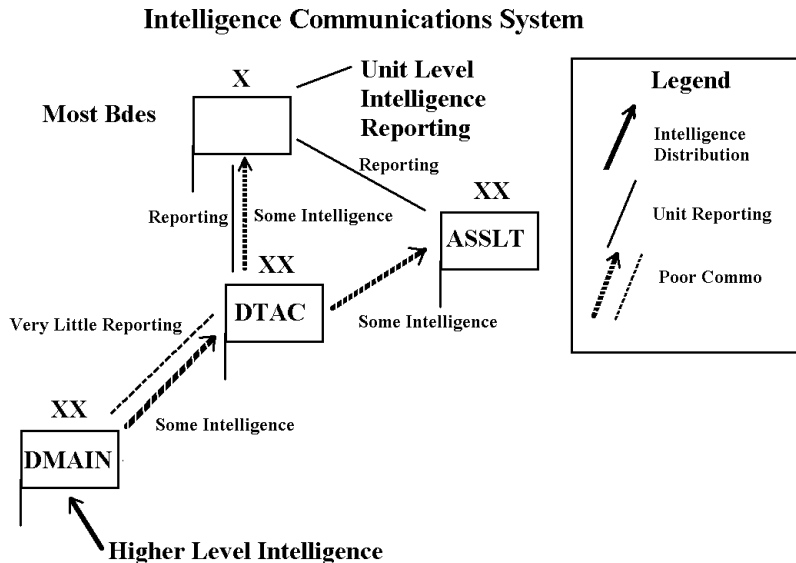 Intelligence Communications System
X
Most Bdes
Unit Level
Intelligence
Reporting
Reporting
Reporting
Some Intelligence
XX
ASSLT
XX
DTAC
Some Intelligence
Very Little Reporting
Some Intelligence
XX
DMAIN
Higher Level Intelligence
Legend
Intelligence
Distribution
Unit Reporting
Poor Commo